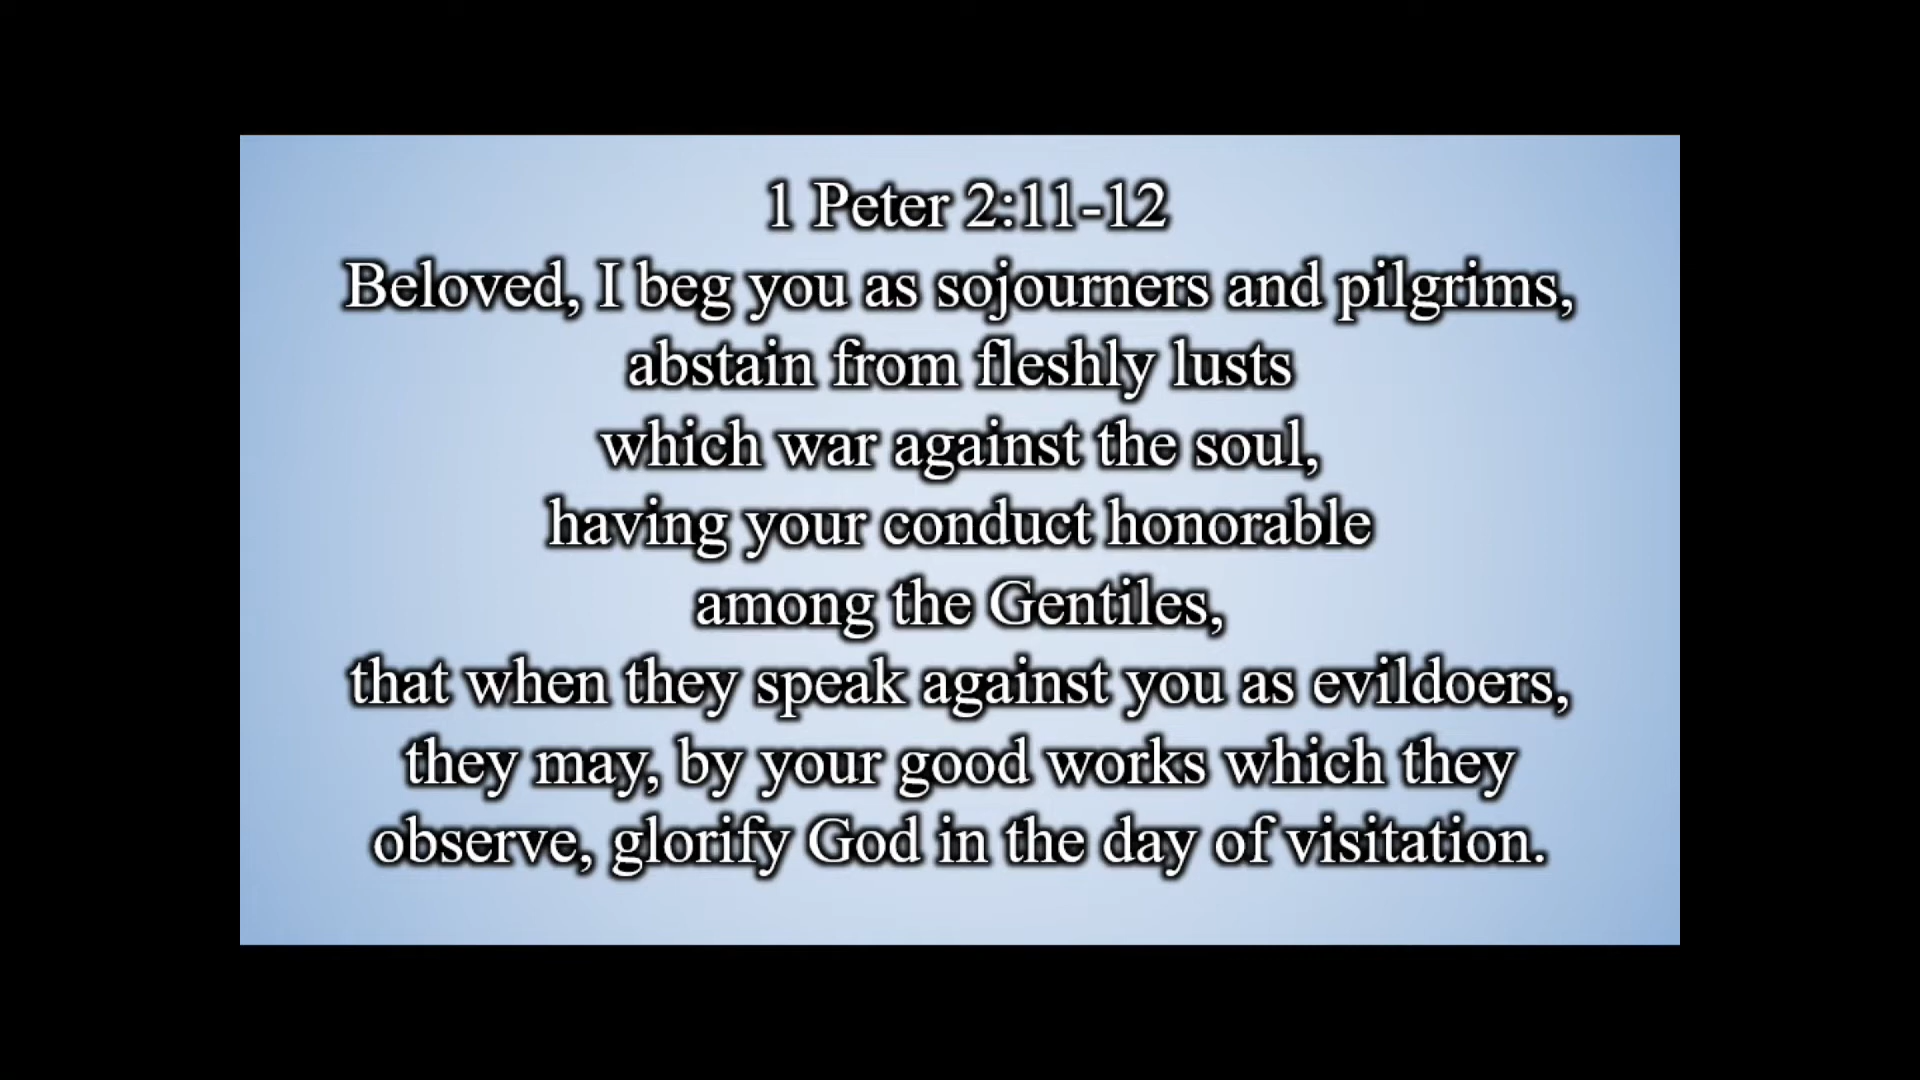 1 Peter 2:11-12
Beloved, I beg you as sojourners and pilgrims,
abstain from fleshly lusts
which war against the soul,
having your conduct honorable
among the Gentiles,
that when they speak against you as evildoers,
they may, by your good works which they
observe, glorify God in the day of visitation.